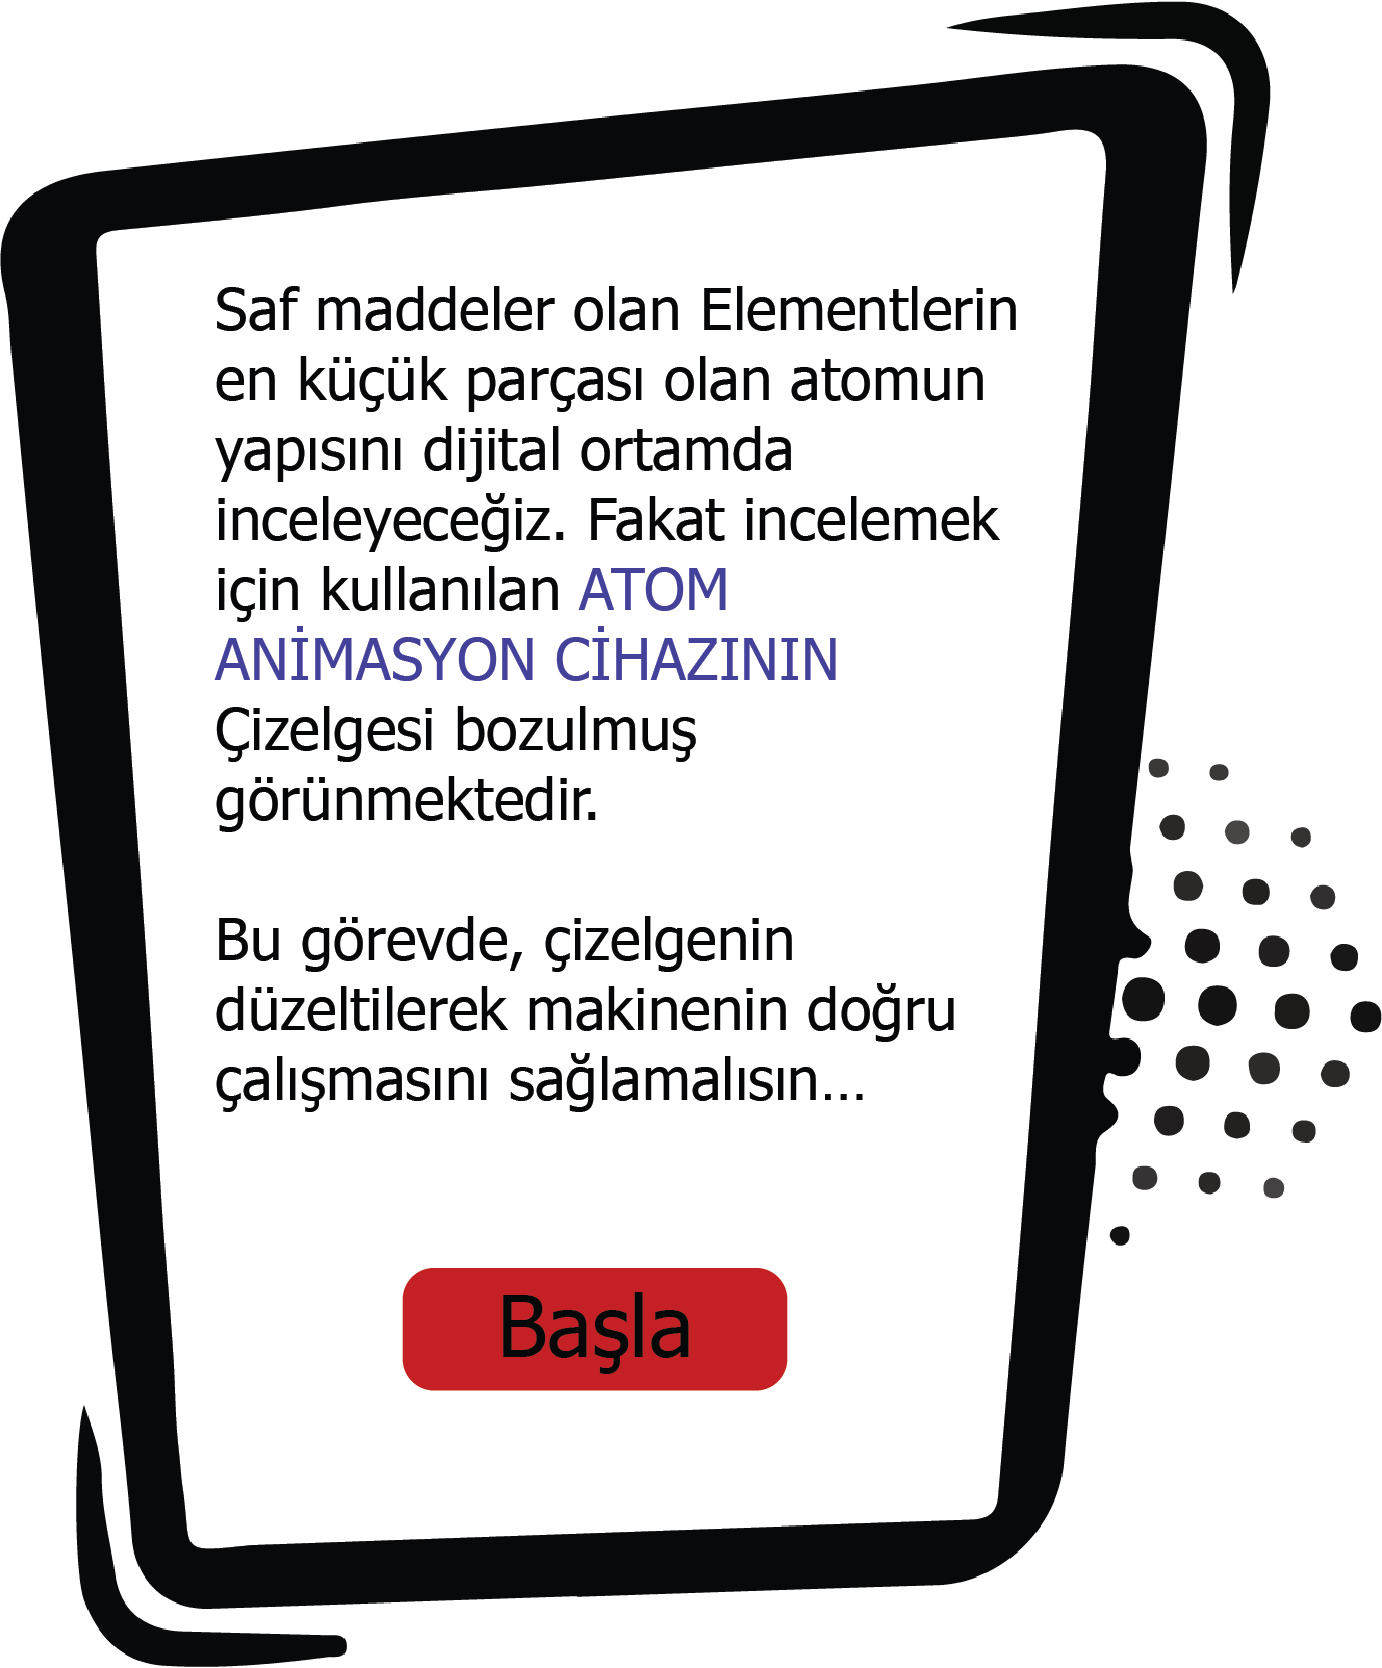 Saf maddeler olan Elementlerin
en küçük parçası olan atomun
yapısını dijital ortamda
inceleyeceğiz. Fakat incelemek
için kullanılan ATOM
ANİMASYON CİHAZININ
Çizelgesi bozulmuş
görünmektedir.
Bu görevde, çizelgenin
düzeltilerek makinenin doğru
çalışmasını sağlamalısın...
Başla